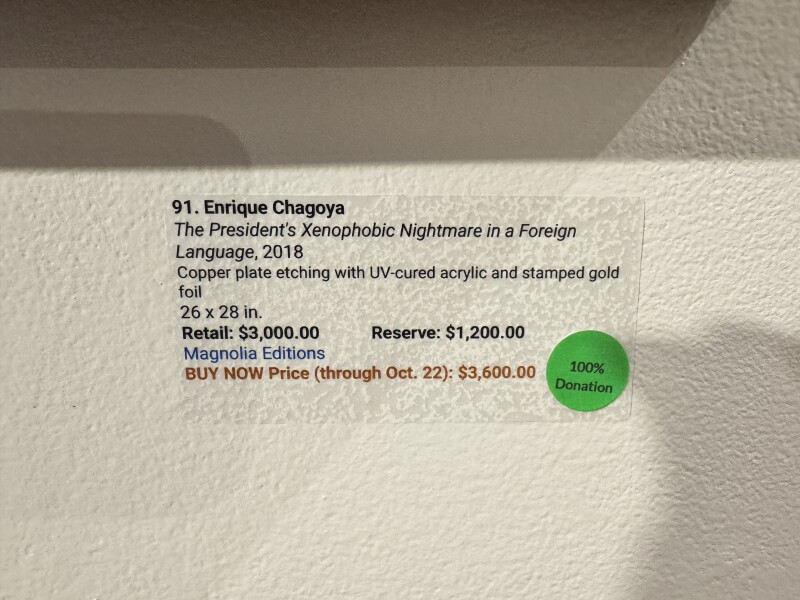 91. Enrique Chagoya
The President's Xenophobic Nightmare in a Foreign
Language, 2018
Copper plate etching with UV-cured acrylic and stamped gold
foil
26 x 28 in.
Retail: $3,000.00 Reserve: $1,200.00
Magnolia Editions
BUY NOW Price (through Oct. 22): $3,600.00
100%
Donation